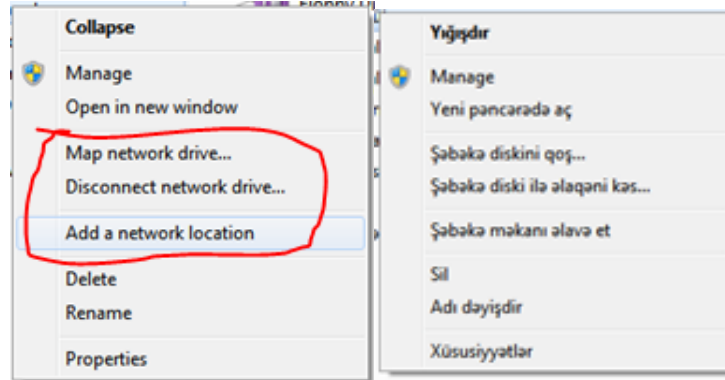 Collapse
Manage
Open in new window
Map network drive...
Disconnect network drive...
Add a network location
Delete
Rename
Properties
Yığışdır
Manage
Yeni pəncərədə aç
Şəbəkə diskini qoş...
Şəbəkə diski ilə əlaqəni kəs...
Şəbəkə məkanı əlavə et
Sil
Adı dəyişdir
Xüsusiyyətlər